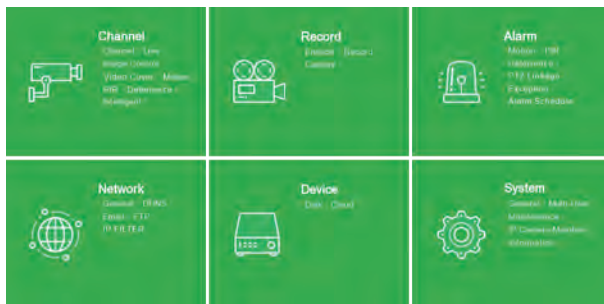 Channel
Channel Live
Image Control
Video Cover Motion
PIR Deterrence
Intelligent
Record
Encode Record
Capture
Alarm
Motion PIR
Deterrence
PTZ Linkage
Exception
Alarm Schedule
Network
General DDNS
Email FTP
IP FILTER
Device
Disk Cloud
System
General Multi-User
Maintenance
IP Camera Maintain
Information